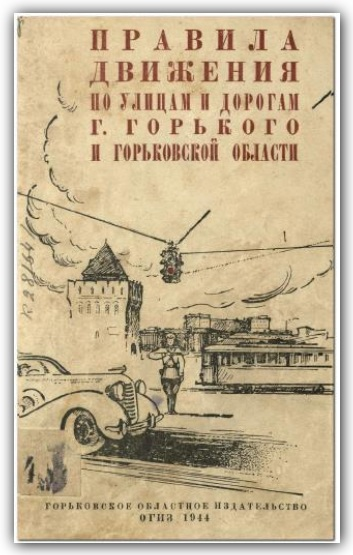 ПРАВИЛА
ДВИЖЕНИЯ
ПО УЛИЦАМ И ДОРОГАМ
Г. ГОРЬКОГО
И ГОРЬКОВСКОЙ ОБЛАСТИ
ГОРЬКОВСКОЕ ОБЛАСТНОЕ ИЗДАТЕЛЬСТВО
ОГИЗ 1944